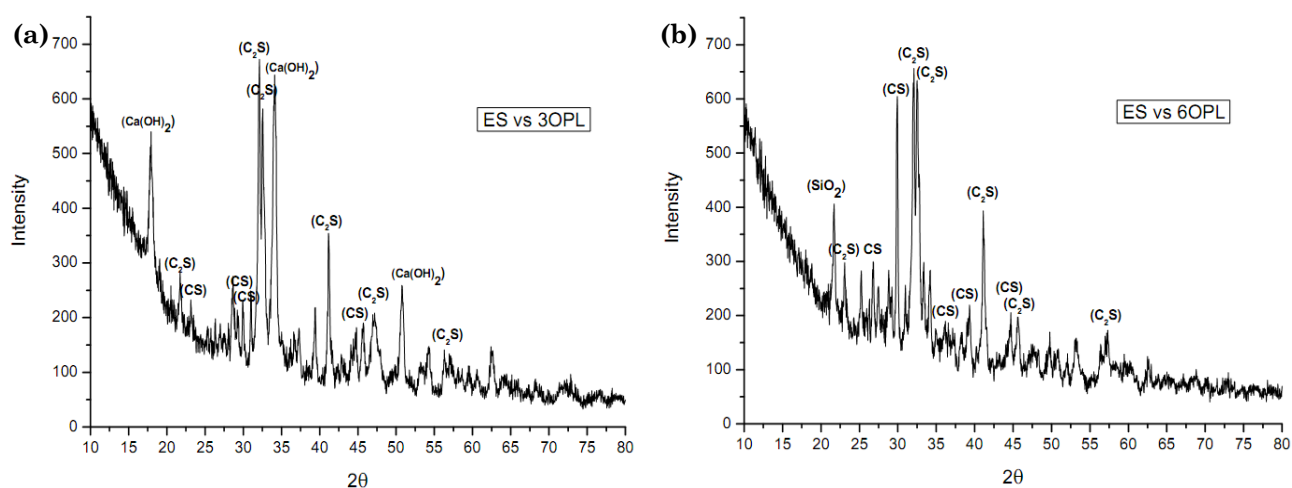 (a)
700
600
500
400
300
200
100
0
Intensity
10 15 20 25 30 35 40 45 50 55 60 65 70 75 80
2θ
ES vs 3OPL
(Ca(OH)₂)
(C₂S)
(CS)
(CS)
(CS)
(C₂S)
(C₂S)
(Ca(OH)₂)
(C₂S)
(CS)
(C₂S)
(Ca(OH)₂)
(C₂S)
(b)
700
600
500
400
300
200
100
0
Intensity
10 15 20 25 30 35 40 45 50 55 60 65 70 75 80
2θ
ES vs 6OPL
(SiO₂)
(C₂S)
CS
(CS)
(C₂S)
(C₂S)
(CS)
(CS)
(C₂S)
(CS)
(C₂S)
(C₂S)